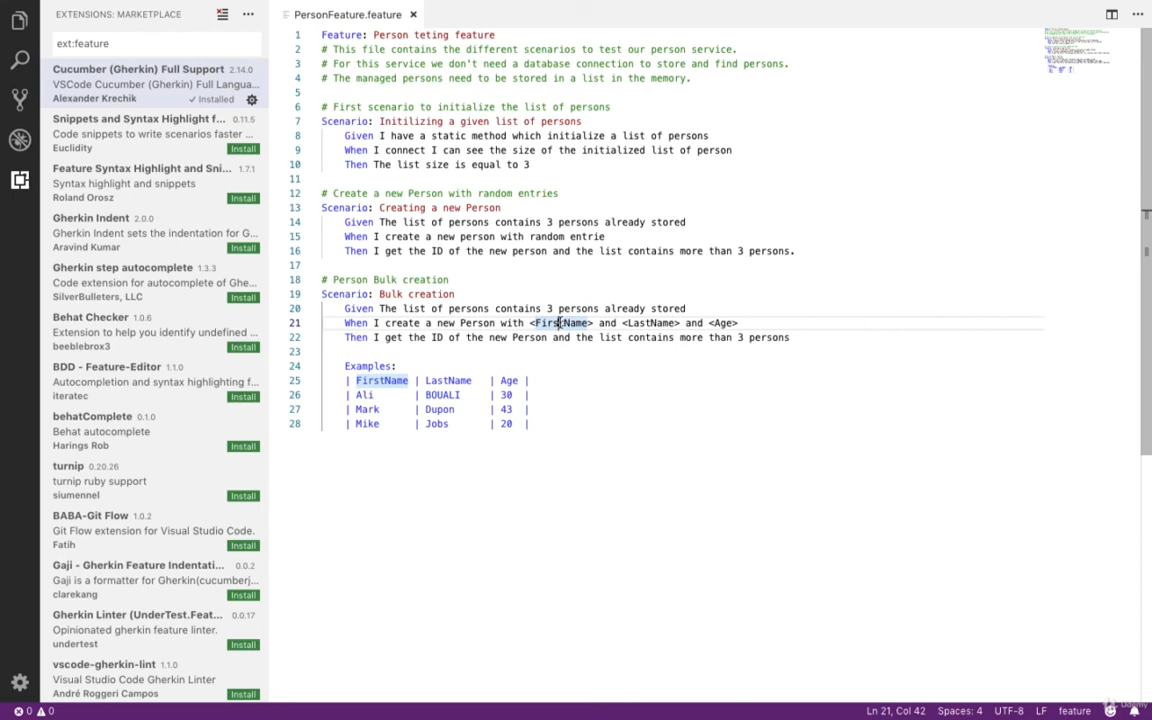 EXTENSIONS: MARKETPLACE
ext:feature
Cucumber (Gherkin) Full Support 2.14.0
VSCode Cucumber (Gherkin) Full Langua...
Alexander Krechik ✓ Installed
Snippets and Syntax Highlight f... 0.11.5
Code snippets to write scenarios faster ...
Euclidity Install
Feature Syntax Highlight and Sni... 1.7.1
Syntax highlight and snippets
Roland Orosz Install
Gherkin Indent 2.0.0
Gherkin Indent sets the indentation for G...
Aravind Kumar Install
Gherkin step autocomplete 1.3.3
Code extension for autocomplete of Ghe...
SilverBulleters, LLC Install
Behat Checker 1.0.6
Extension to help you identify undefined ...
beeblebrox3 Install
BDD - Feature-Editor 1.1.0
Autocompletion and syntax highlighting f...
iteratec Install
behatComplete 0.1.0
Behat autocomplete
Harings Rob Install
turnip 0.20.26
turnip ruby support
siumennel Install
BABA-Git Flow 1.0.2
Git Flow extension for Visual Studio Code.
Fatih Install
Gaji - Gherkin Feature Indentati... 0.0.2
Gaji is a formatter for Gherkin(cucumberj...
clarekang Install
Gherkin Linter (UnderTest.Feat... 0.0.17
Opinionated gherkin feature linter.
undertest Install
vscode-gherkin-lint 1.1.0
Visual Studio Code Gherkin Linter
André Roggeri Campos Install
PersonFeature.feature
1 Feature: Person teting feature
2 # This file contains the different scenarios to test our person service.
3 # For this service we don't need a database connection to store and find persons.
4 # The managed persons need to be stored in a list in the memory.
5
6 # First scenario to initialize the list of persons
7 Scenario: Initilizing a given list of persons
8 Given I have a static method which initialize a list of persons
9 When I connect I can see the size of the initialized list of person
10 Then The list size is equal to 3
11
12 # Create a new Person with random entries
13 Scenario: Creating a new Person
14 Given The list of persons contains 3 persons already stored
15 When I create a new person with random entrie
16 Then I get the ID of the new person and the list contains more than 3 persons.
17
18 # Person Bulk creation
19 Scenario: Bulk creation
20 Given The list of persons contains 3 persons already stored
21 When I create a new Person with <FirstName> and <LastName> and <Age>
22 Then I get the ID of the new Person and the list contains more than 3 persons
23
24 Examples:
25 | FirstName | LastName | Age |
26 | Ali | BOUALI | 30 |
27 | Mark | Dupon | 43 |
28 | Mike | Jobs | 20 |
0 0 Ln 21, Col 42 Spaces: 4 UTF-8 LF feature
Udemy